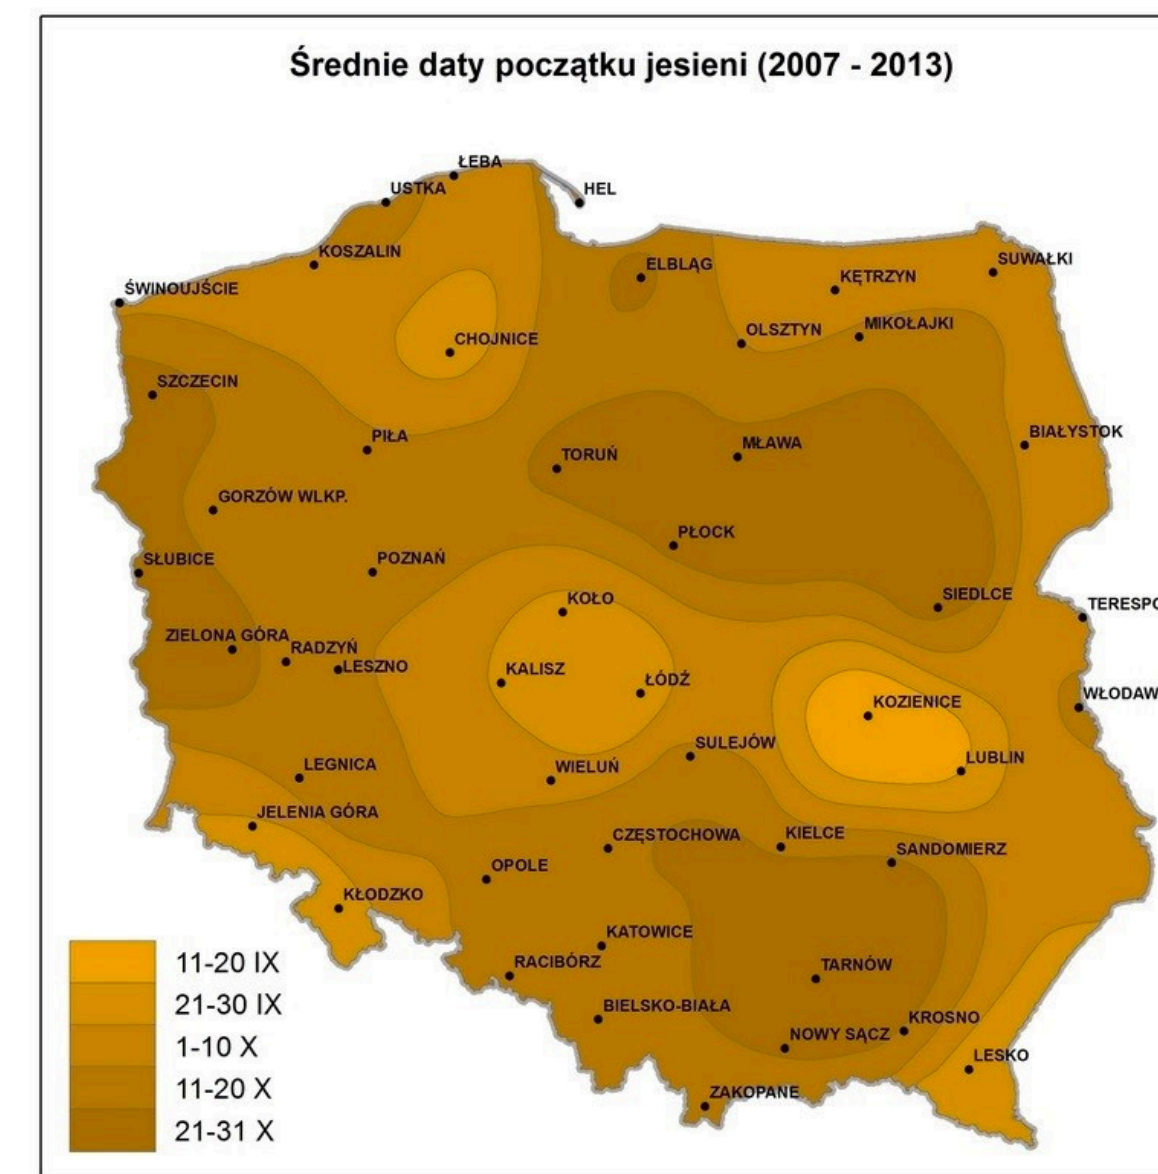 Średnie daty początku jesieni (2007 - 2013)
ŁEBA
USTKA
HEL
KOSZALIN
ELBLĄG
SUWAŁKI
KĘTRZYN
ŚWINOUJŚCIE
OLSZTYN
MIKOŁAJKI
CHOJNICE
SZCZECIN
PIŁA
BIAŁYSTOK
TORUŃ
MŁAWA
GORZÓW WLKP.
PŁOCK
SŁUBICE
POZNAŃ
KOŁO
SIEDLCE
TERESPO
ZIELONA GÓRA
RADZYŃ
LESZNO
KALISZ
ŁÓDŹ
WŁODAW
KOZIENICE
SULEJÓW
LUBLIN
LEGNICA
WIELUŃ
JELENIA GÓRA
CZĘSTOCHOWA
KIELCE
SANDOMIERZ
OPOLE
KŁODZKO
KATOWICE
RACIBÓRZ
TARNÓW
BIELSKO-BIAŁA
KROSNO
NOWY SĄCZ
LESKO
ZAKOPANE
11-20 IX
21-30 IX
1-10 X
11-20 X
21-31 X